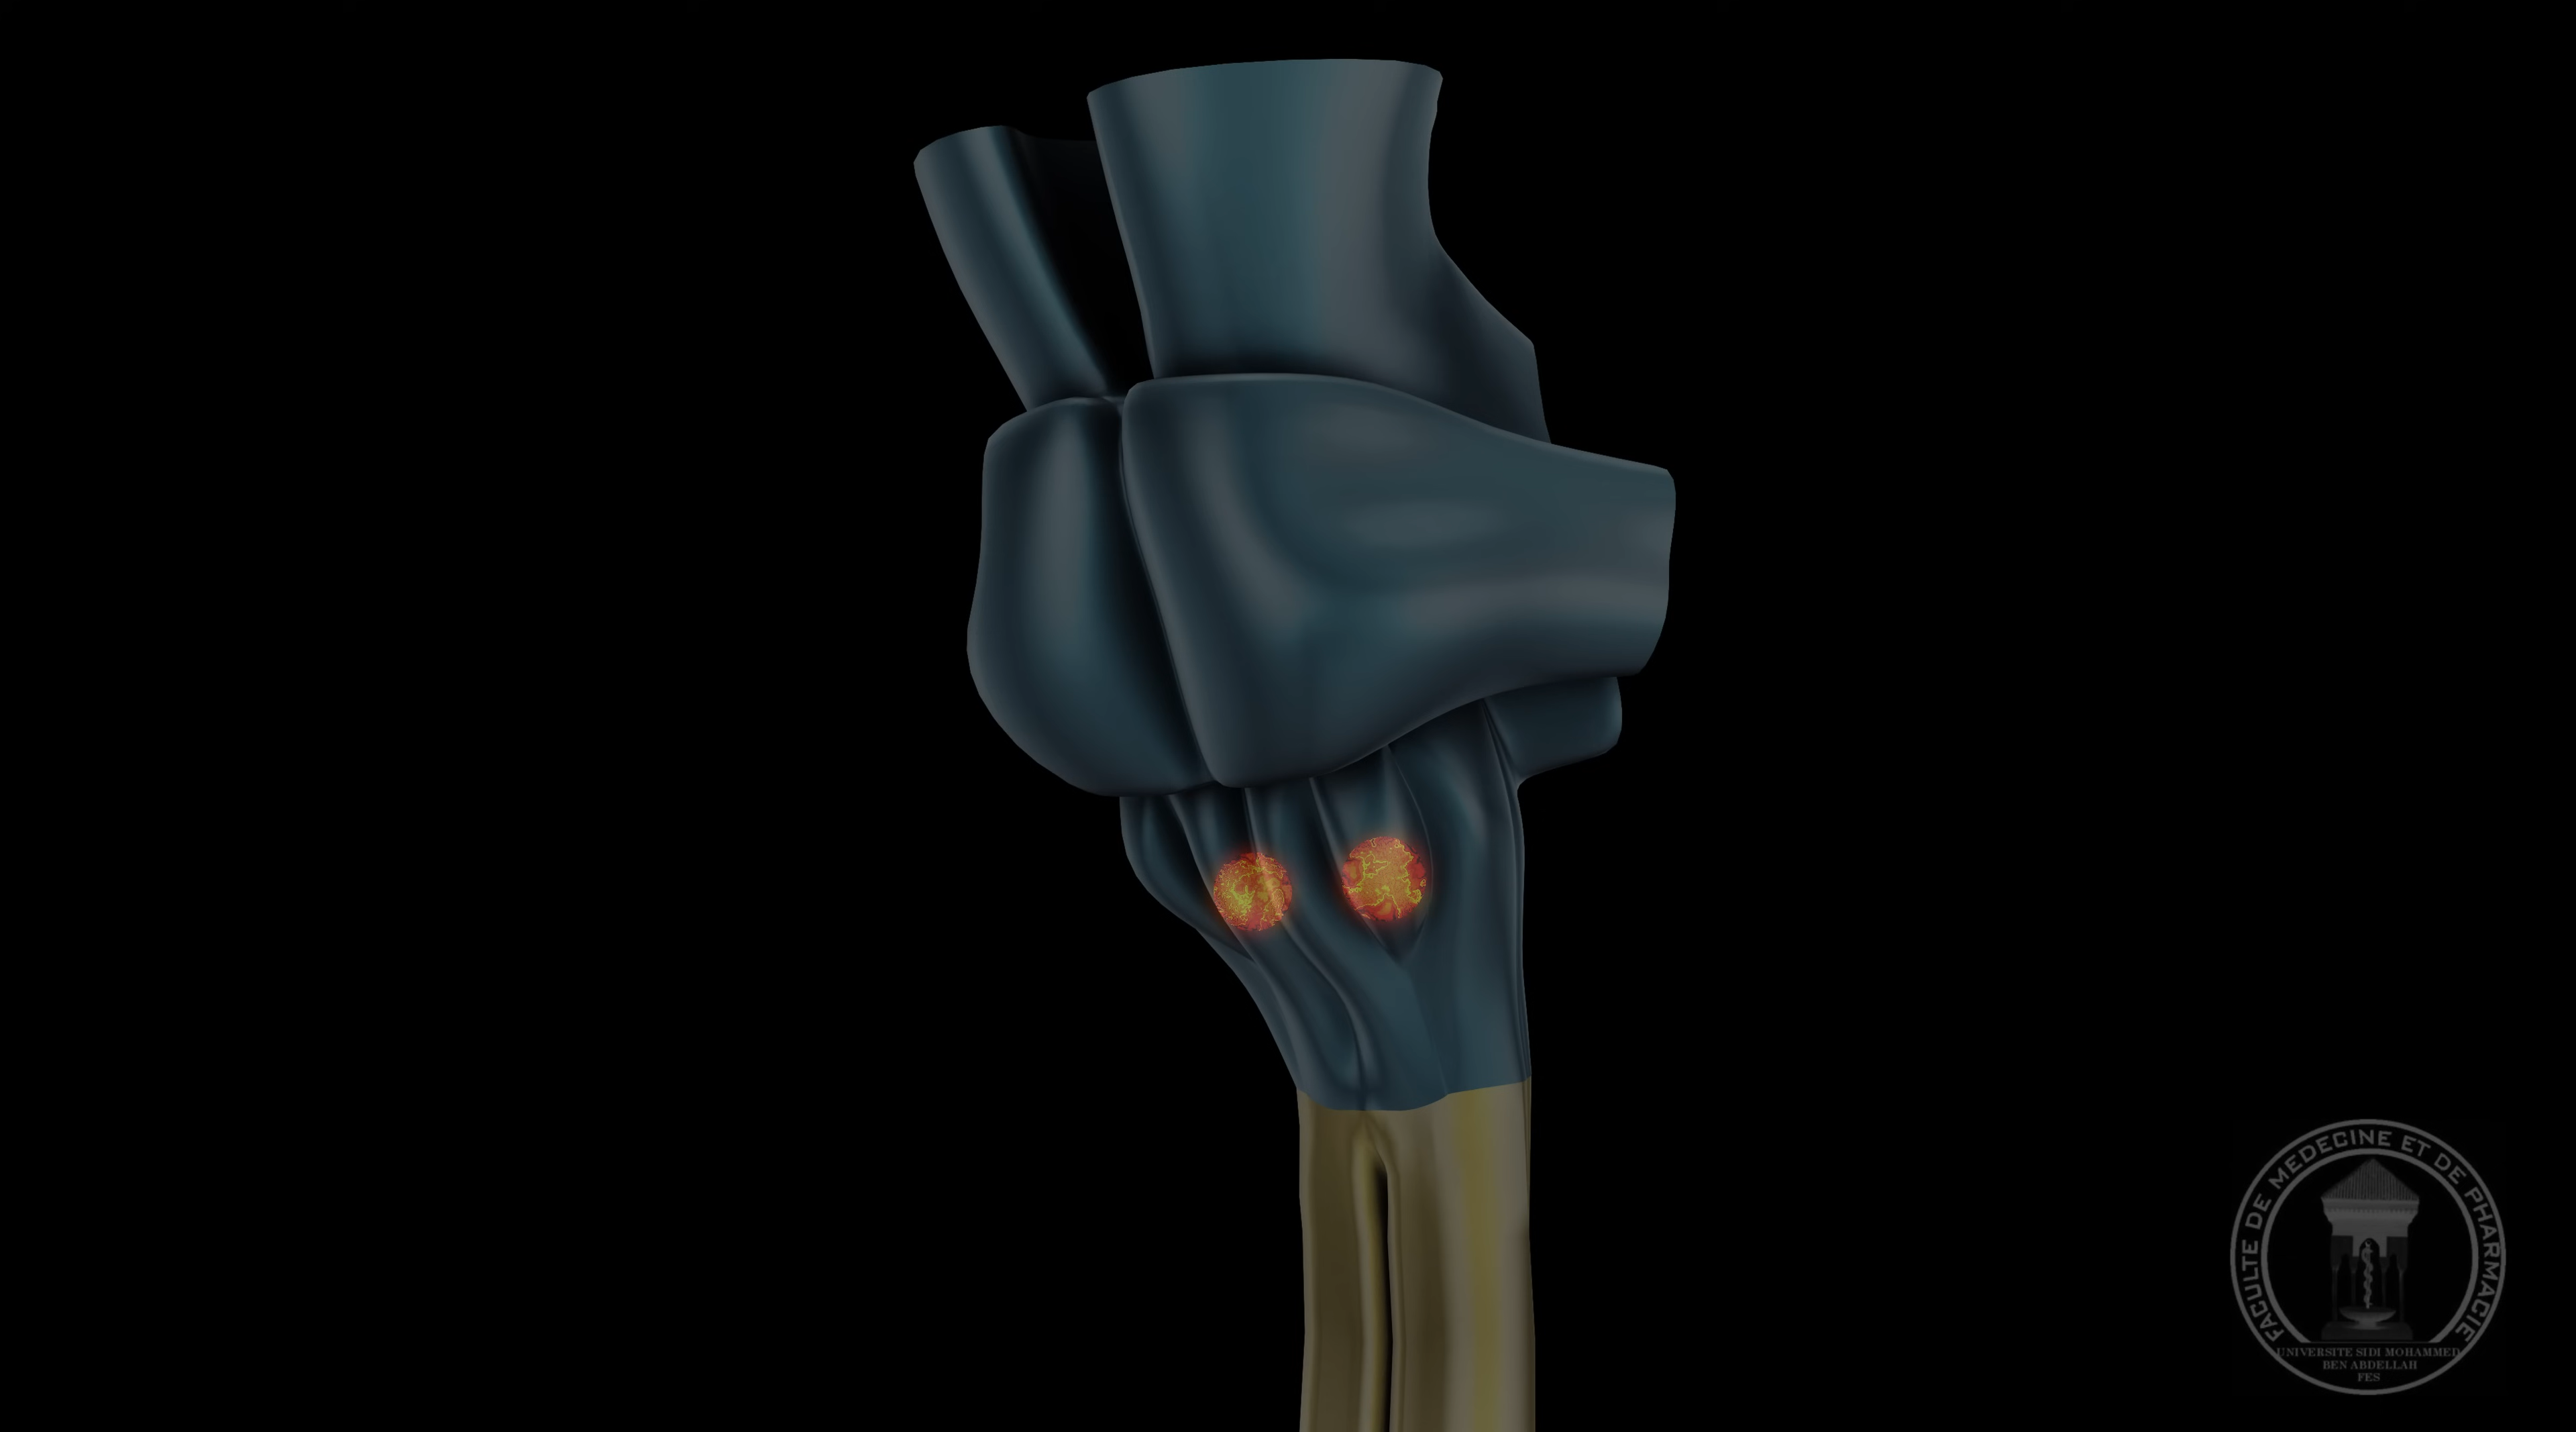 FACULTE DE MEDECINE ET DE PHARMACIE
UNIVERSITE SIDI MOHAMMED
BEN ABDELLAH
FES